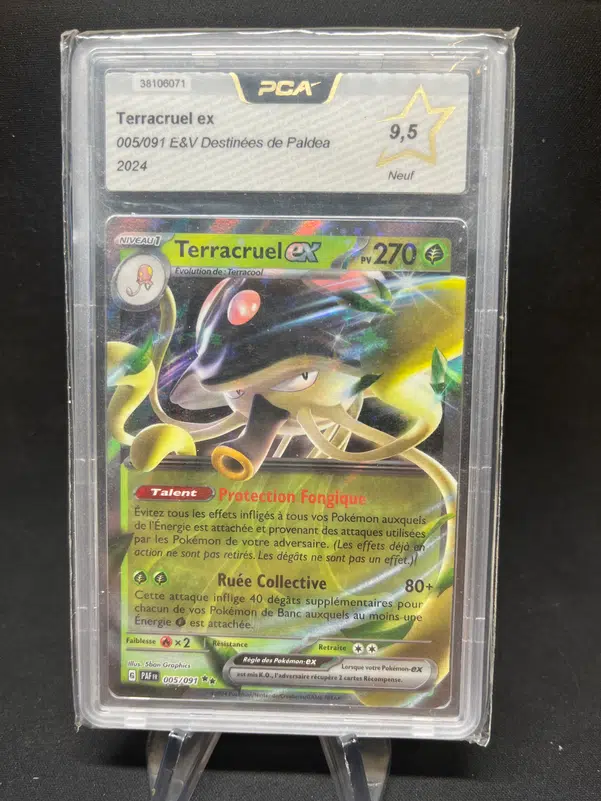 38106071
PCA
Terracruel ex
005/091 E&V Destinées de Paldea
2024
9,5
Neuf
NIVEAU 1
Terracruel ex
PV 270
Évolution de : Terracool
Talent Protection Fongique
Évitez tous les effets infligés à tous vos Pokémon auxquels
de l'Énergie est attachée et provenant des attaques utilisées
par les Pokémon de votre adversaire. (Les effets déjà en
action ne sont pas retirés. Les dégâts ne sont pas un effet.)
Ruée Collective 80+
Cette attaque inflige 40 dégâts supplémentaires pour
chacun de vos Pokémon de Banc auxquels au moins une
Énergie est attachée.
Faiblesse ×2 Résistance Retraite
Illus. 5ban Graphics
Règle des Pokémon-ex
Lorsque votre Pokémon-ex
est mis K.O., l'adversaire récupère 2 cartes Récompense.
G PAF FR 005/091